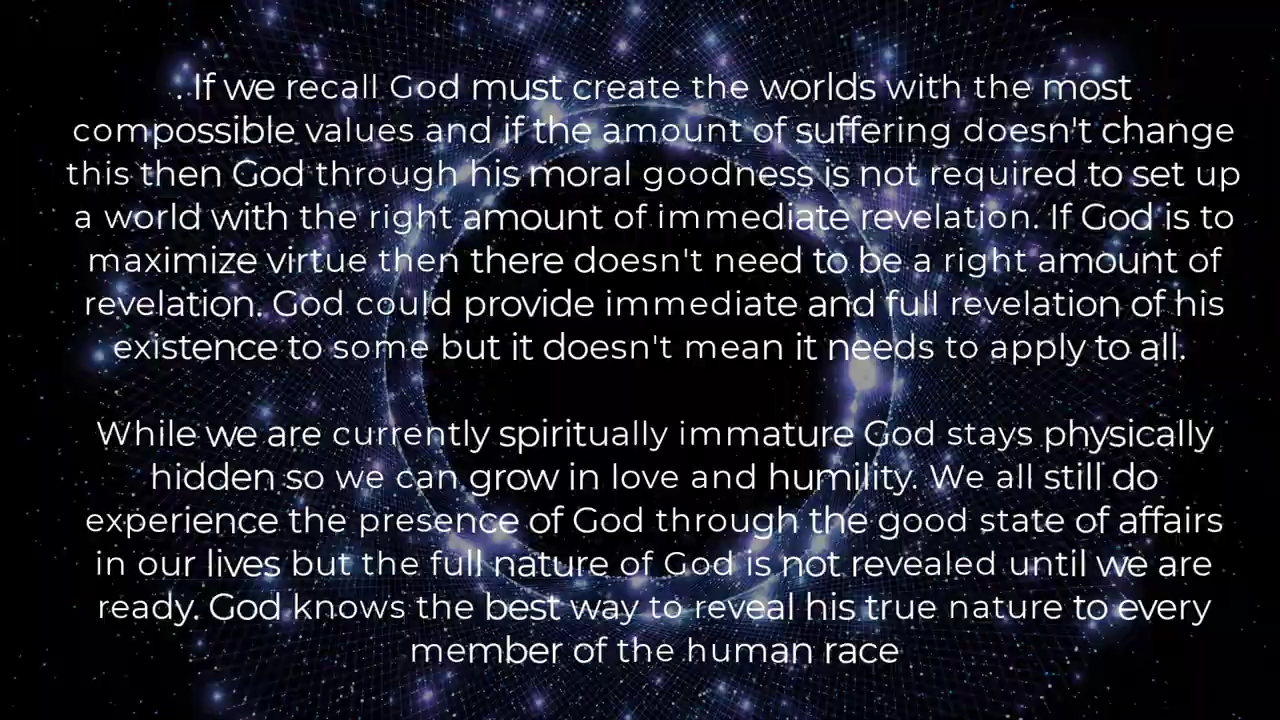 If we recall God must create the worlds with the most
compossible values and if the amount of suffering doesn't change
this then God through his moral goodness is not required to set up
a world with the right amount of immediate revelation. If God is to
maximize virtue then there doesn't need to be a right amount of
revelation. God could provide immediate and full revelation of his
existence to some but it doesn't mean it needs to apply to all.
While we are currently spiritually immature God stays physically
hidden so we can grow in love and humility. We all still do
experience the presence of God through the good state of affairs
in our lives but the full nature of God is not revealed until we are
ready. God knows the best way to reveal his true nature to every
member of the human race